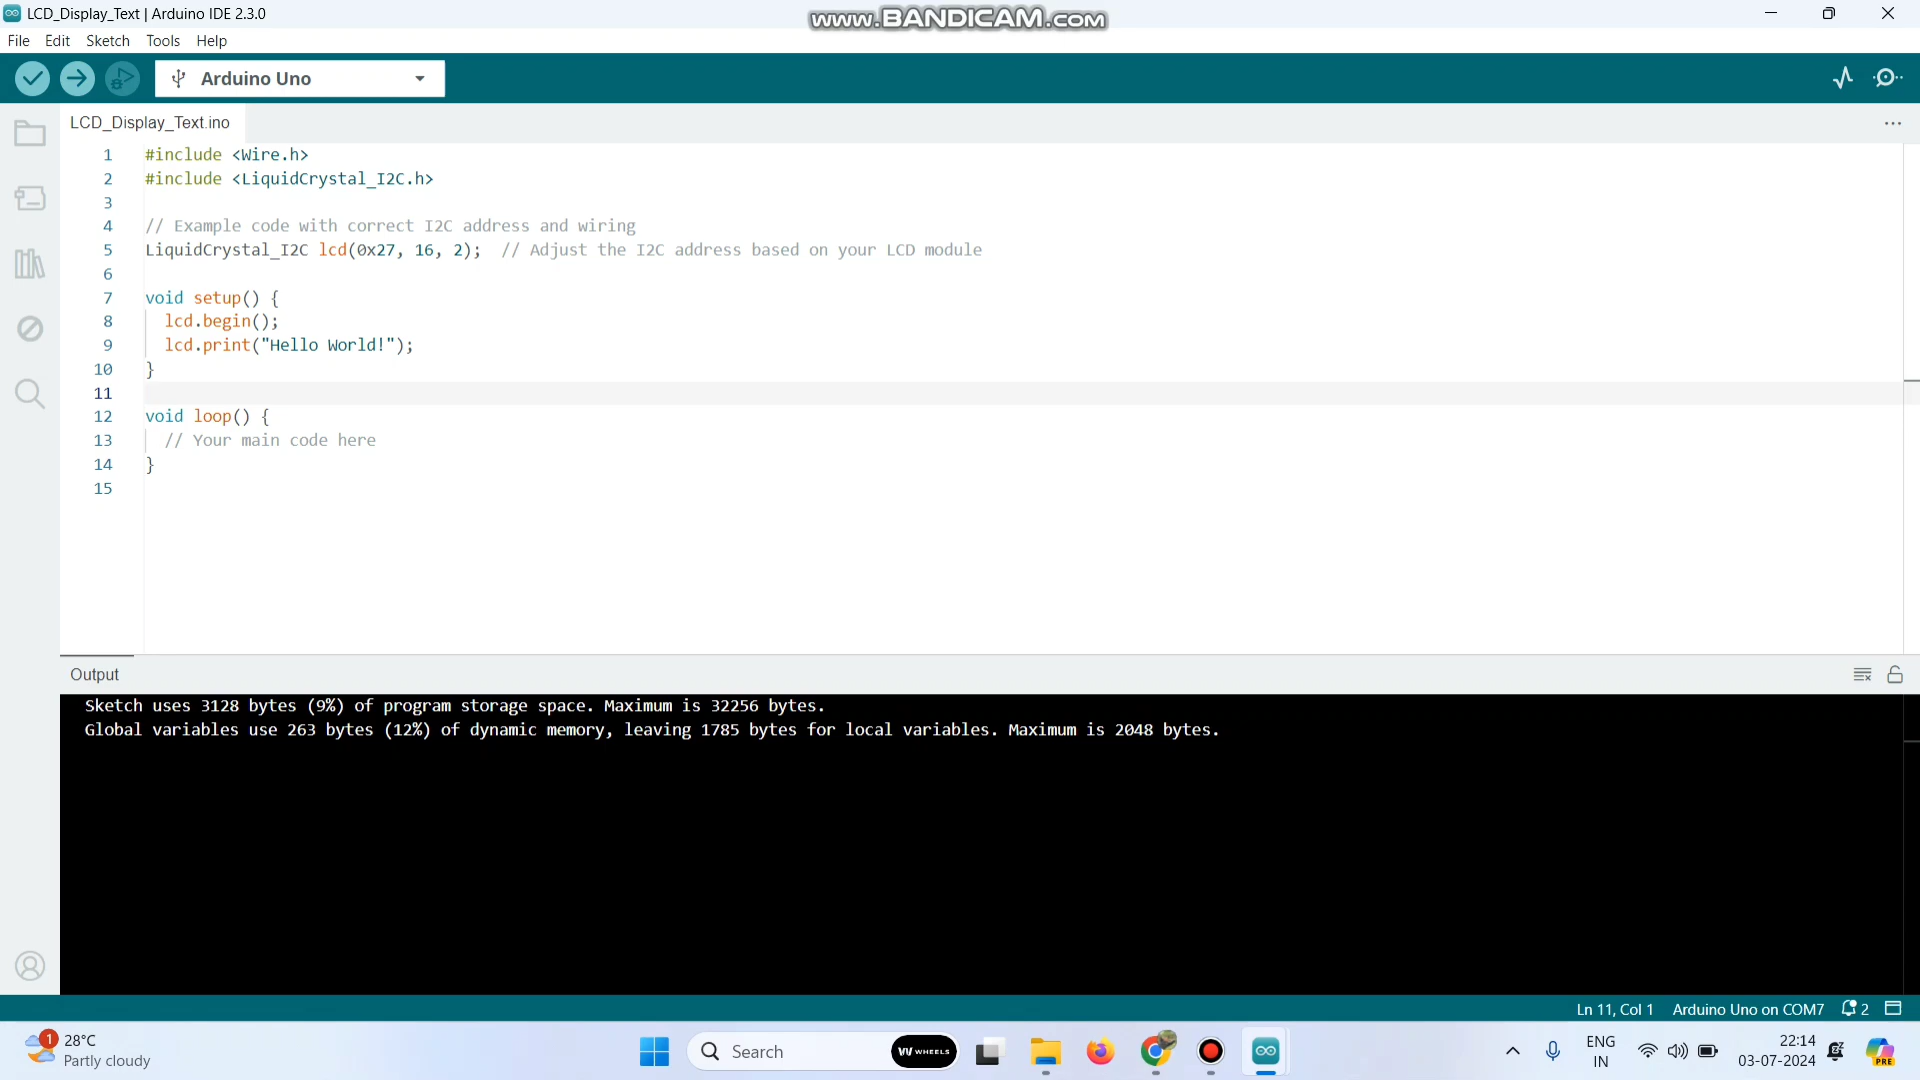 LCD_Display_Text | Arduino IDE 2.3.0
www.BANDICAM.com
File Edit Sketch Tools Help
Arduino Uno
LCD_Display_Text.ino
1 #include <Wire.h>
2 #include <LiquidCrystal_I2C.h>
3
4 // Example code with correct I2C address and wiring
5 LiquidCrystal_I2C lcd(0x27, 16, 2);  // Adjust the I2C address based on your LCD module
6
7 void setup() {
8   lcd.begin();
9   lcd.print("Hello World!");
10 }
11
12 void loop() {
13   // Your main code here
14 }
15
Output
Sketch uses 3128 bytes (9%) of program storage space. Maximum is 32256 bytes.
Global variables use 263 bytes (12%) of dynamic memory, leaving 1785 bytes for local variables. Maximum is 2048 bytes.
Ln 11, Col 1 Arduino Uno on COM7 2
1 28°C
Partly cloudy
Search
WHEELS
ENG
IN
22:14
03-07-2024
PRE